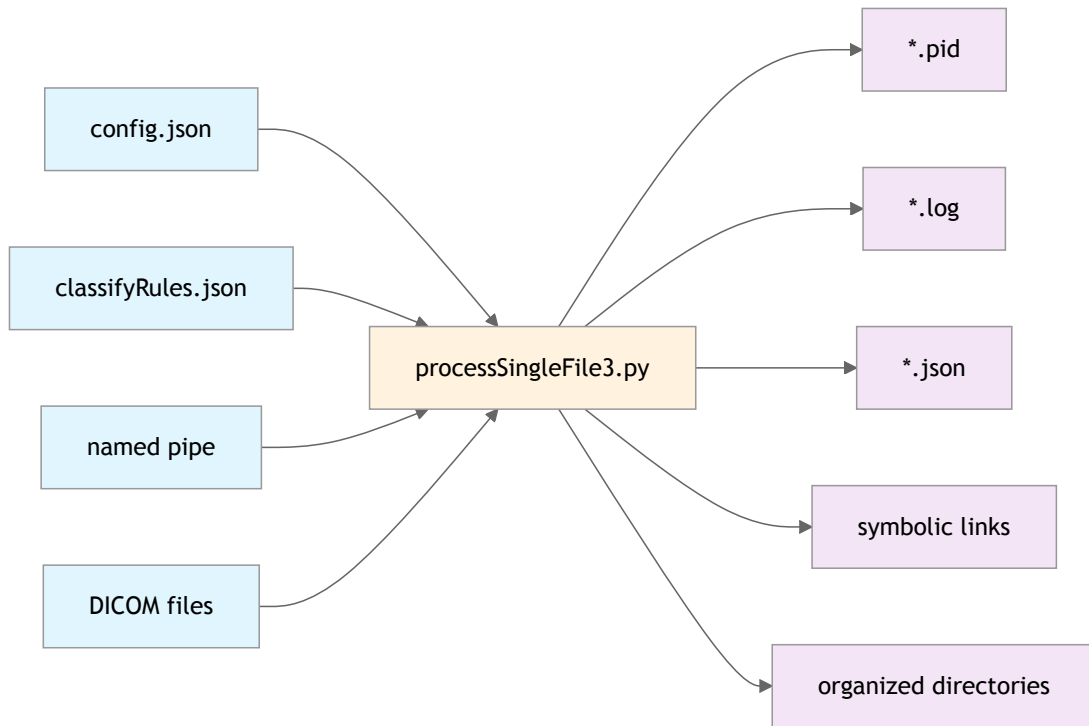 config.json
classifyRules.json
named pipe
DICOM files
processSingleFile3.py
*.pid
*.log
*.json
symbolic links
organized directories